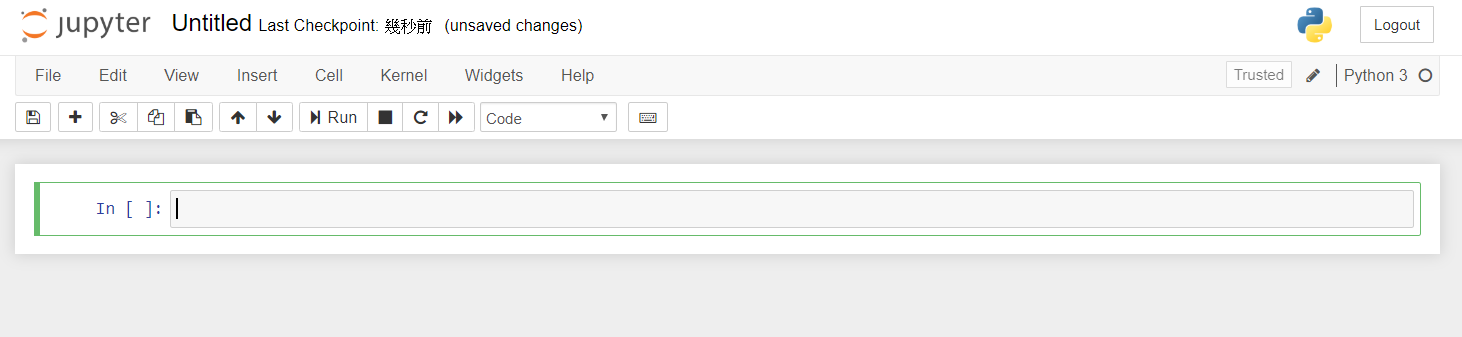 jupyter Untitled Last Checkpoint: 幾秒前 (unsaved changes) Logout
File Edit View Insert Cell Kernel Widgets Help Trusted Python 3
Run Code
In [ ]: